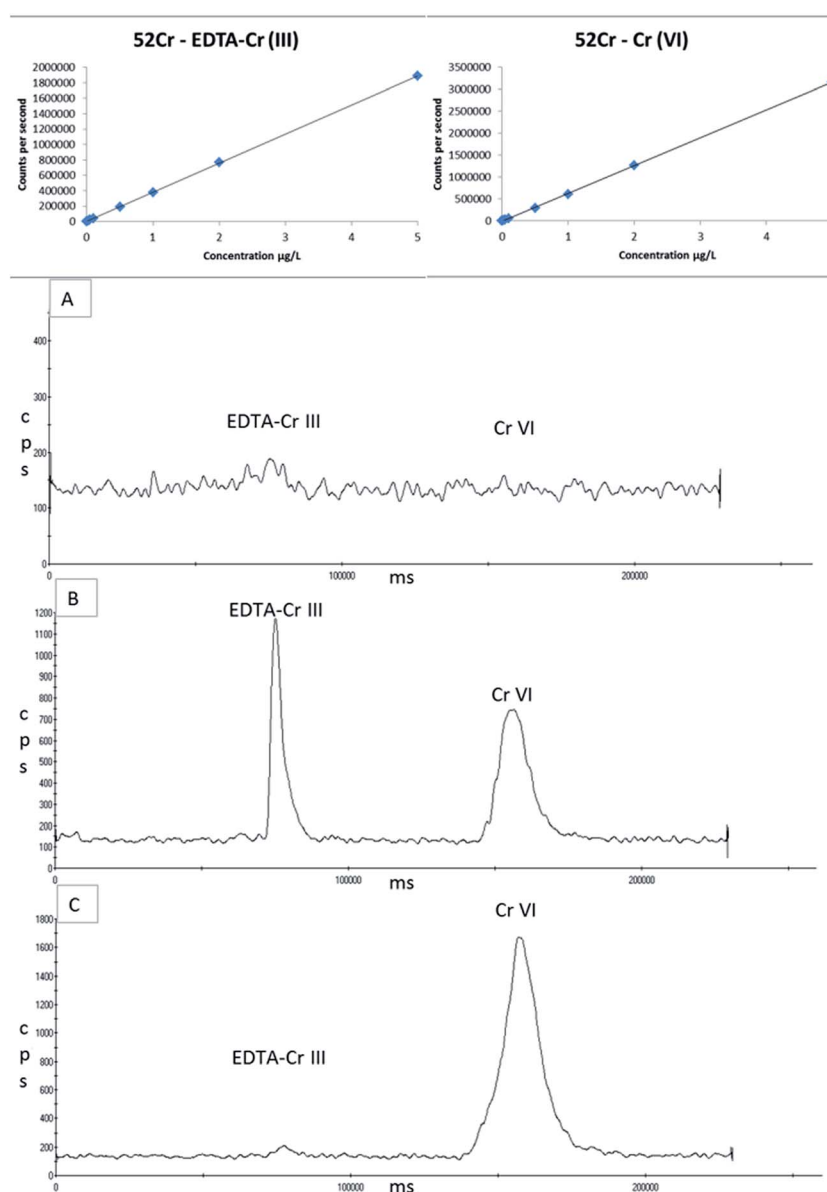 52Cr - EDTA-Cr (III)
2000000
1800000
1600000
1400000
1200000
1000000
800000
600000
400000
200000
0
Counts per second
0 1 2 3 4 5
Concentration µg/L
52Cr - Cr (VI)
3500000
3000000
2500000
2000000
1500000
1000000
500000
0
Counts per second
0 1 2 3 4
Concentration µg/L
A
400
300
200
100
0
c
p
s
EDTA-Cr III
Cr VI
0 100000 200000
ms
B
1200
1100
1000
900
800
700
600
500
400
300
200
100
0
c
p
s
EDTA-Cr III
Cr VI
0 100000 200000
ms
C
1800
1600
1400
1200
1000
800
600
400
200
0
c
p
s
EDTA-Cr III
Cr VI
0 100000 200000